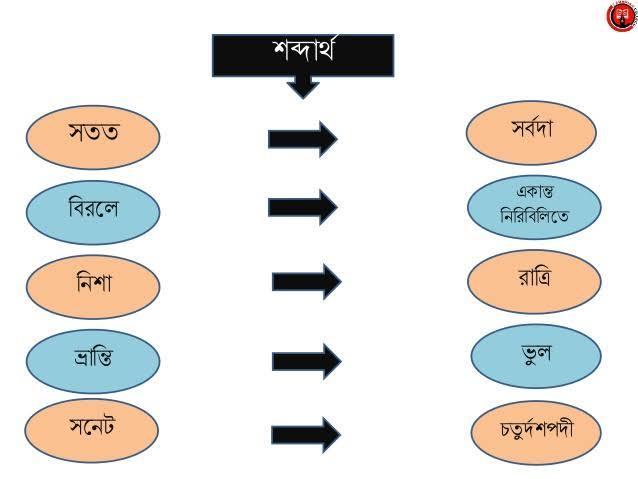 শব্দার্থ
সতত
সর্বদা
বিরলে
একান্ত
নিরিবিলিতে
নিশা
রাত্রি
ভ্রান্তি
ভুল
সনেট
চতুর্দশপদী